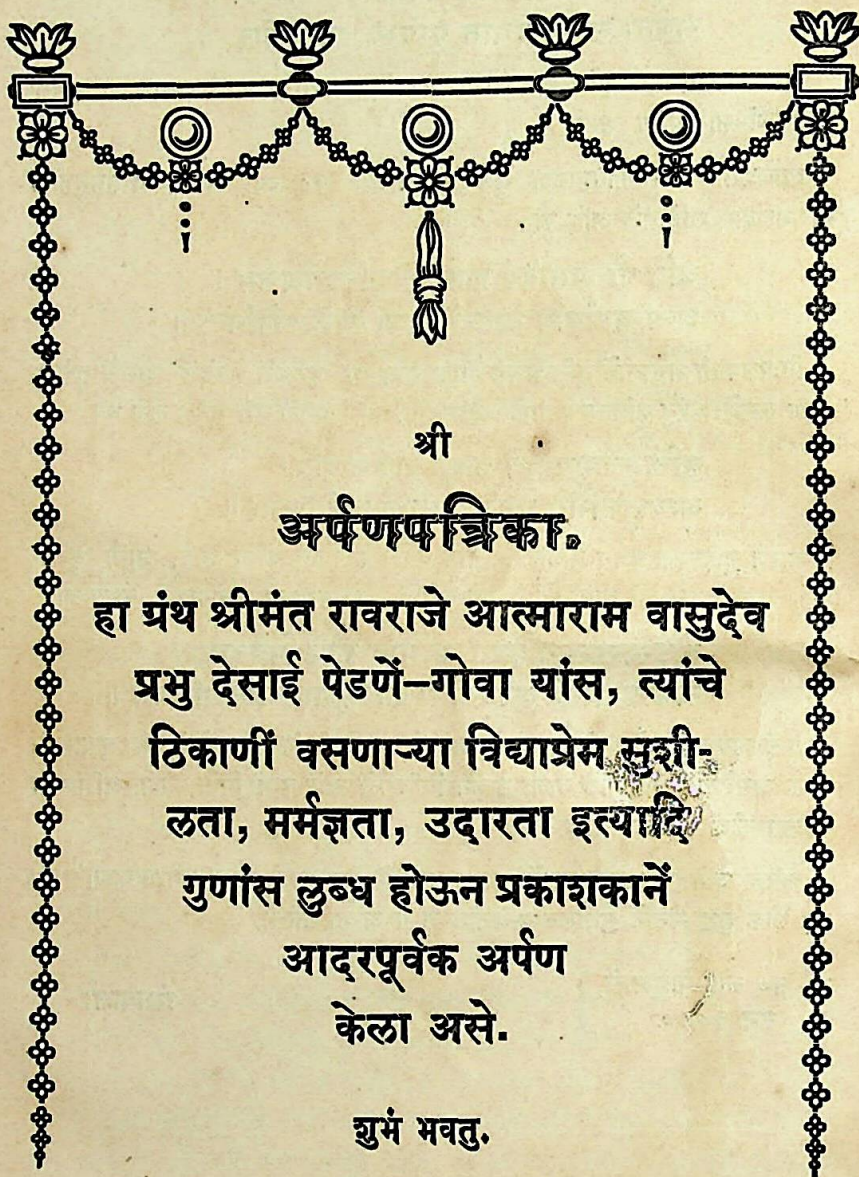 श्री
अर्पणपत्रिका.
हा ग्रंथ श्रीमंत रावराजे आत्माराम वासुदेव
प्रभु देसाई पेडणें–गोवा यांस, त्यांचे
ठिकाणीं वसणाऱ्या विद्याप्रेम सुशी-
लता, मर्मज्ञता, उदारता इत्यादि
गुणांस लुब्ध होऊन प्रकाशकानें
आदरपूर्वक अर्पण
केला असे.
शुभं भवतु.